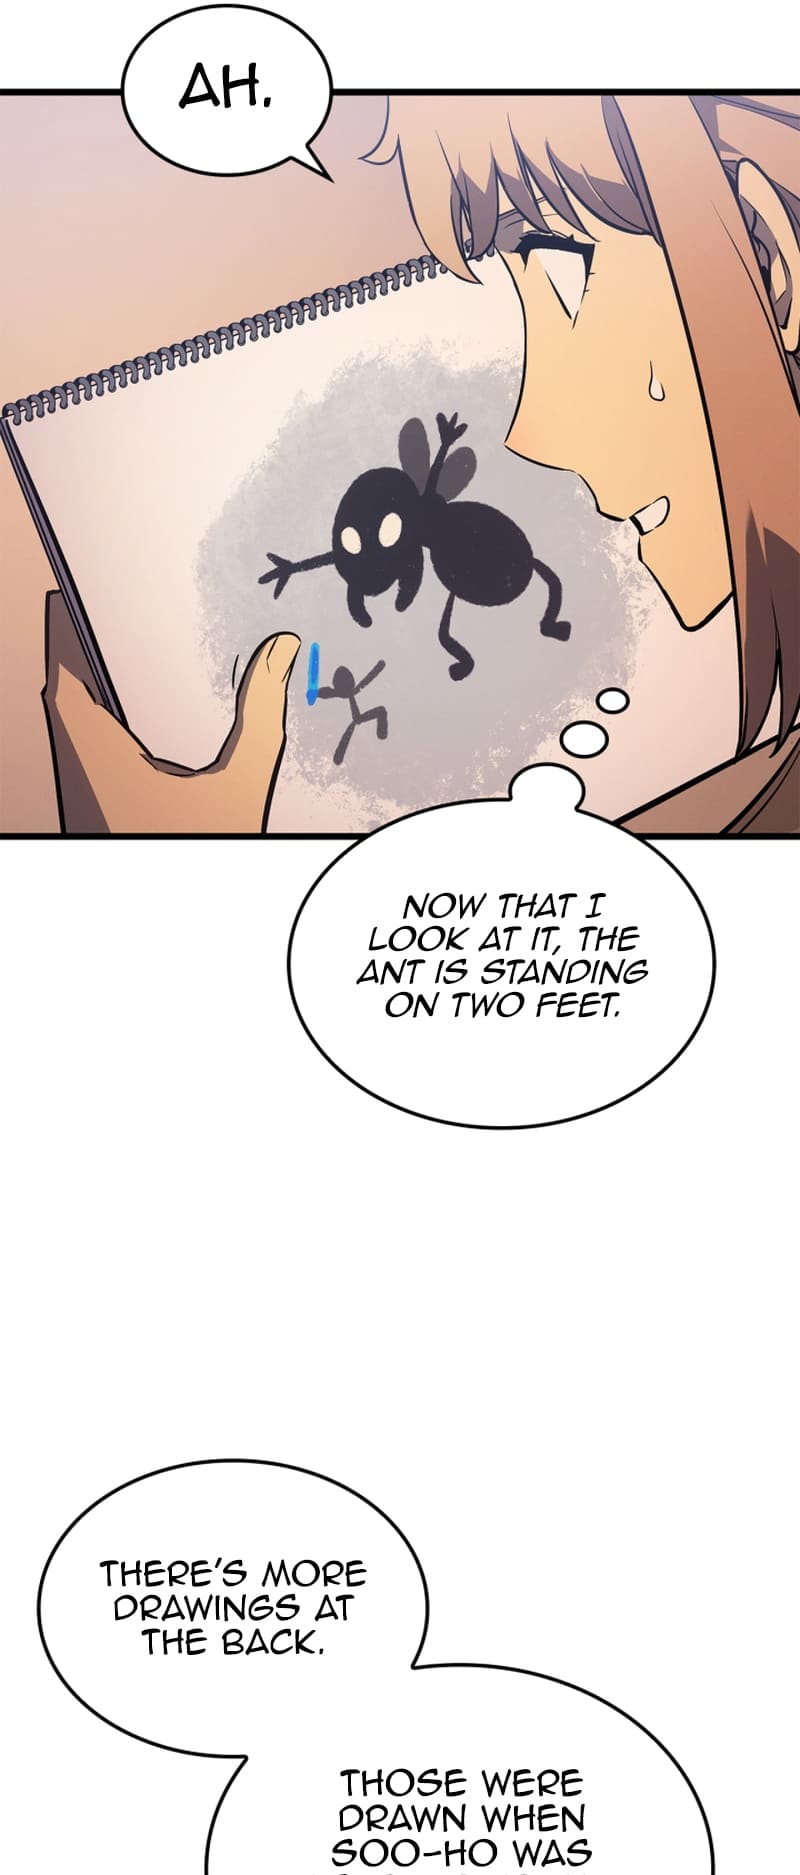 AH.
NOW THAT I
LOOK AT IT, THE
ANT IS STANDING
ON TWO FEET.
THERE'S MORE
DRAWINGS AT
THE BACK.
THOSE WERE
DRAWN WHEN
SOO-HO WAS